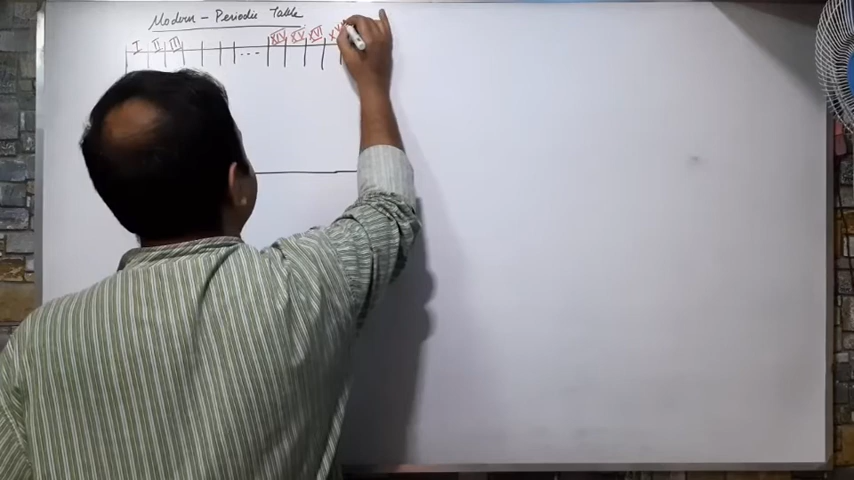 Modern - Periodic Table
I II III ... XIV XV XVI